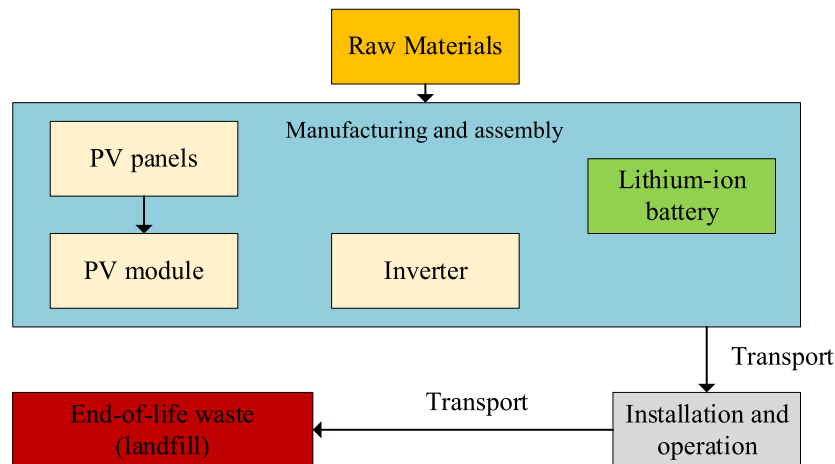 Raw Materials
Manufacturing and assembly
PV panels
Lithium-ion
battery
PV module
Inverter
Transport
Transport
End-of-life waste
(landfill)
Installation and
operation